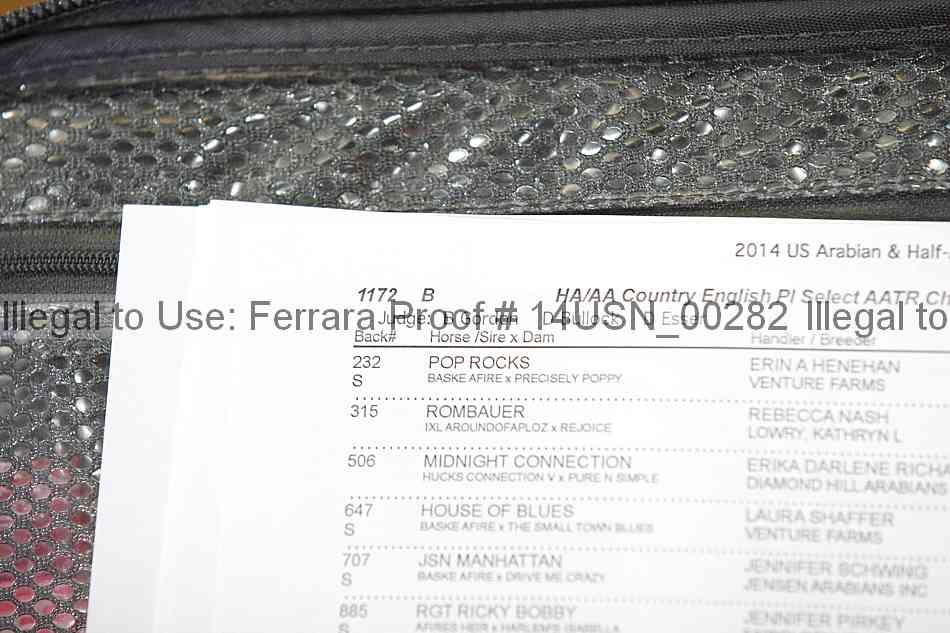 2014 US Arabian & Half-
1172 B HA/AA Country English Pl Select AATR Ch
Illegal to Use: Ferrara Proof # 14USN_00282 Illegal to
Judge: B Gordon D Bullock D Esser
Back# Horse /Sire x Dam Handler / Breeder
232 POP ROCKS ERIN A HENEHAN
S BASKE AFIRE x PRECISELY POPPY VENTURE FARMS
315 ROMBAUER REBECCA NASH
IXL AROUNDOFAPLOZ x REJOICE LOWRY, KATHRYN L
506 MIDNIGHT CONNECTION ERIKA DARLENE RICHA
HUCKS CONNECTION V x PURE N SIMPLE DIAMOND HILL ARABIANS
647 HOUSE OF BLUES LAURA SHAFFER
S BASKE AFIRE x THE SMALL TOWN BLUES VENTURE FARMS
707 JSN MANHATTAN JENNIFER SCHWING
S BASKE AFIRE x DRIVE ME CRAZY JENSEN ARABIANS INC
885 RGT RICKY BOBBY JENNIFER PIRKEY
S AFIRES HEIR x HARLEMS ISABELLA